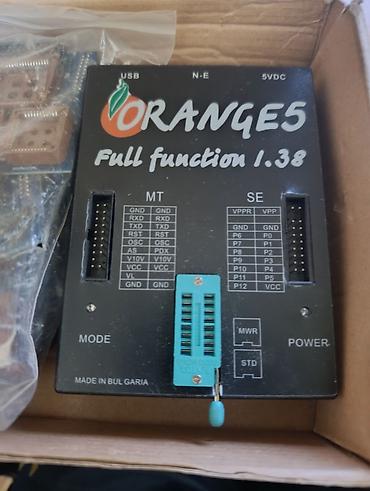 USB N-E 5VDC
ORANGE5
Full function 1.38
MT SE
GND GND VPPR VPP
RXD RXD
TXD TXD GND GND
RST RST P6 P0
OSC OSC P7 P1
AS PDX P8 P2
V10V V10V P9 P3
VCC VCC P10 P4
VL P11 P5
GND GND P12 VCC
MWR
MODE POWER
STD
MADE IN BUL GARIA